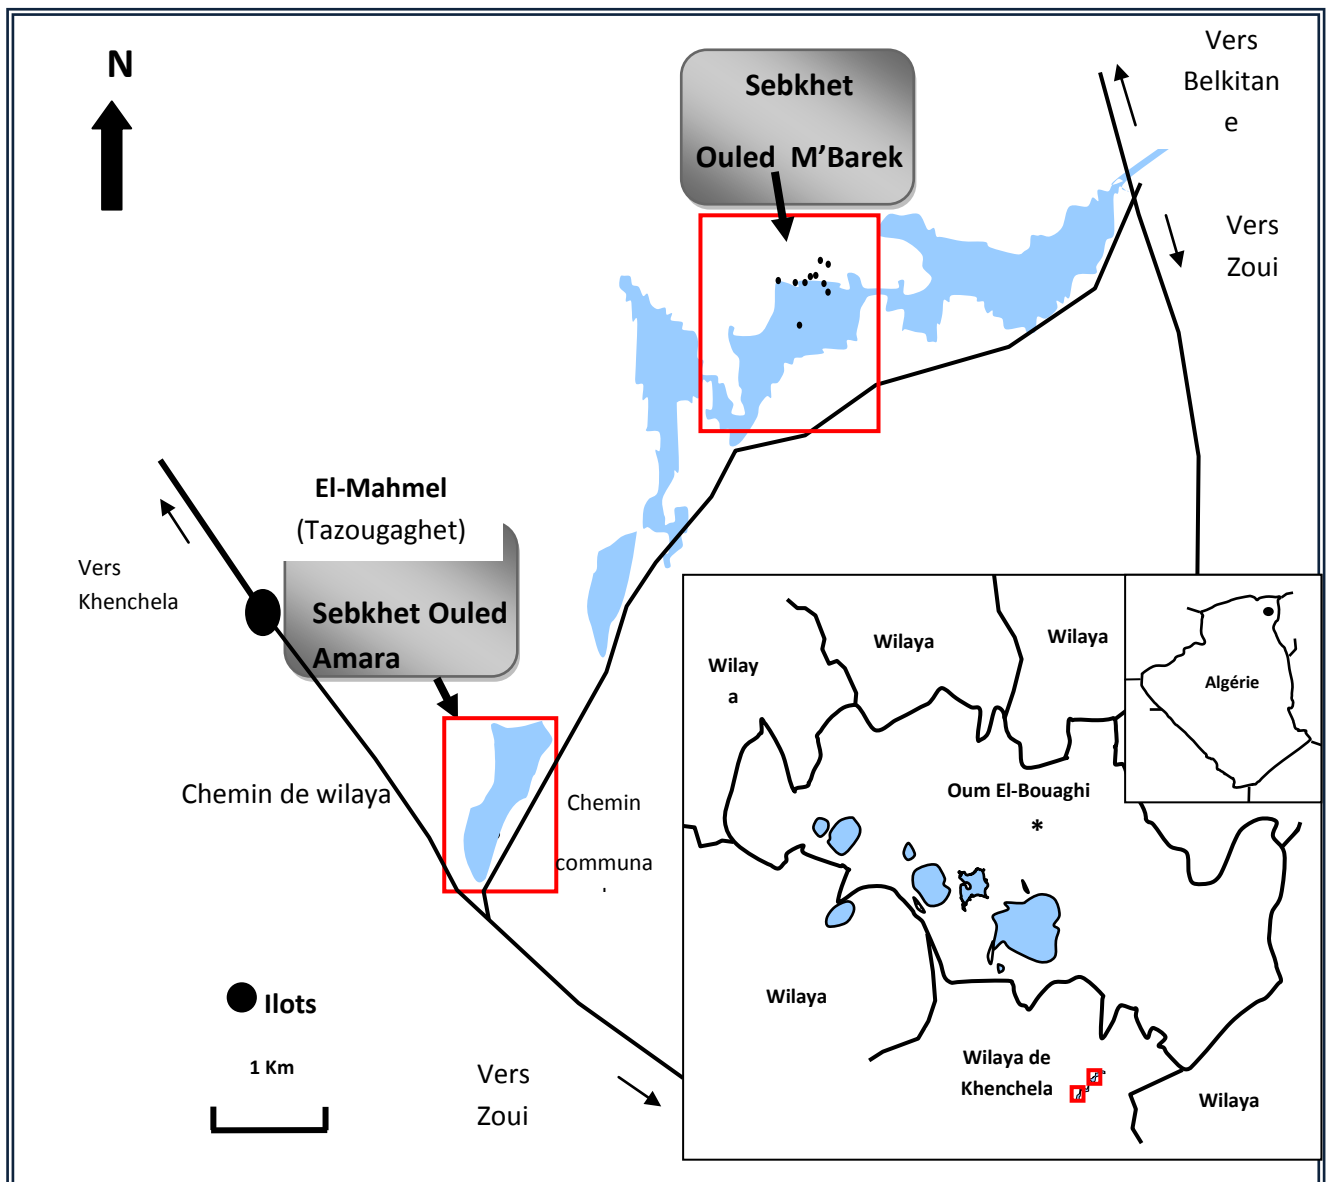 N
Sebkhet
Ouled M'Barek
Vers
Belkitan
e
Vers
Zoui
El-Mahmel
(Tazougaghet)
Vers
Khenchela
Sebkhet Ouled
Amara
Chemin de wilaya
Chemin
communa
Ilots
1 Km
Vers
Zoui
Wilay
a
Wilaya
Wilaya
Algérie
Oum El-Bouaghi
*
Wilaya
Wilaya de
Khenchela
Wilaya